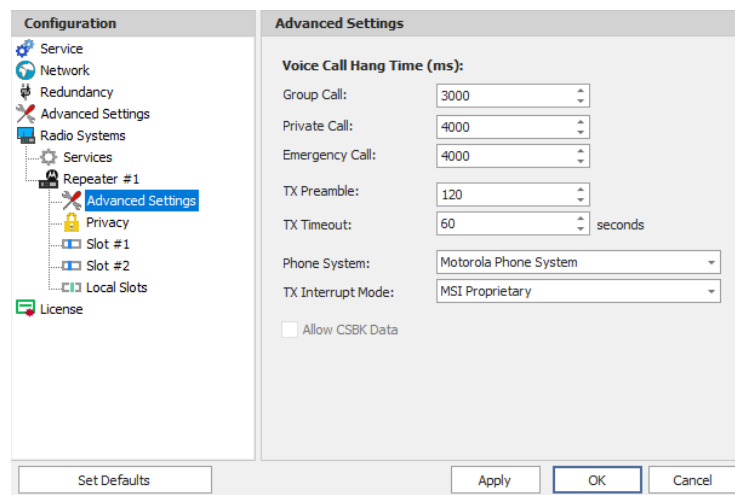 Configuration
Service
Network
Redundancy
Advanced Settings
Radio Systems
Services
Repeater #1
Advanced Settings
Privacy
Slot #1
Slot #2
Local Slots
License
Advanced Settings
Voice Call Hang Time (ms):
Group Call: 3000
Private Call: 4000
Emergency Call: 4000
TX Preamble: 120
TX Timeout: 60 seconds
Phone System: Motorola Phone System
TX Interrupt Mode: MSI Proprietary
Allow CSBK Data
Set Defaults Apply OK Cancel